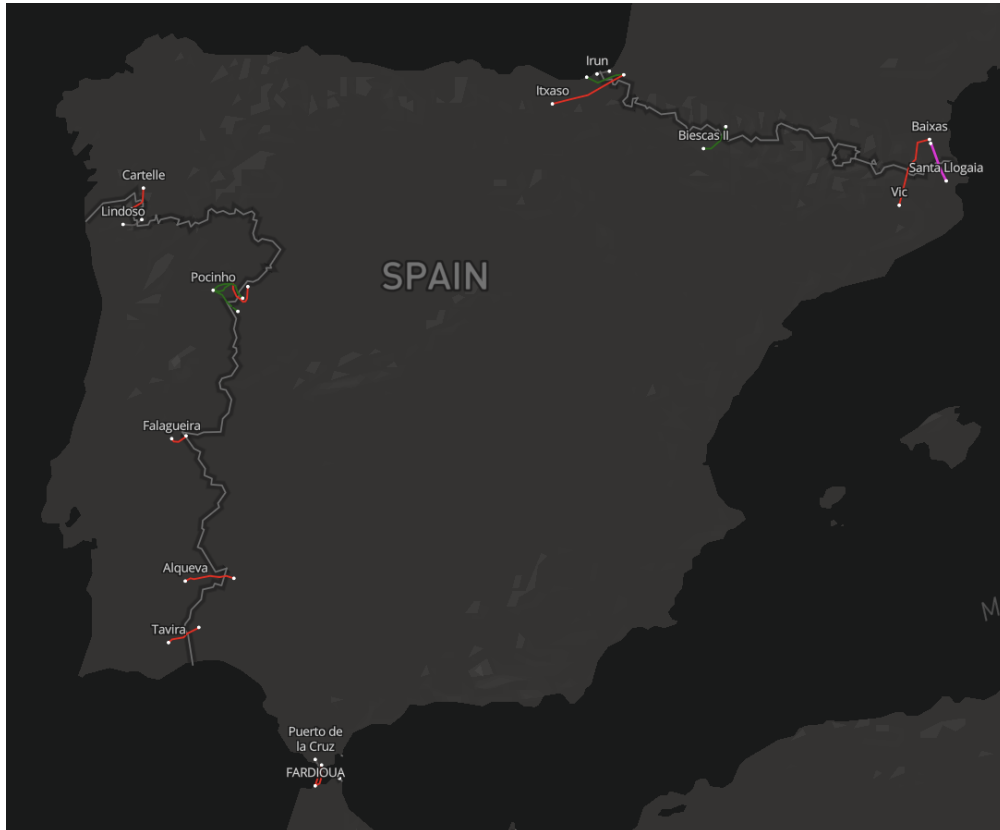 Irun
Itxaso
Baixas
Biescas II
Santa Llogaia
Cartelle
Vic
Lindoso
Pocinho
SPAIN
Falagueira
Alqueva
M
Tavira
Puerto de
la Cruz
FARDIOUA